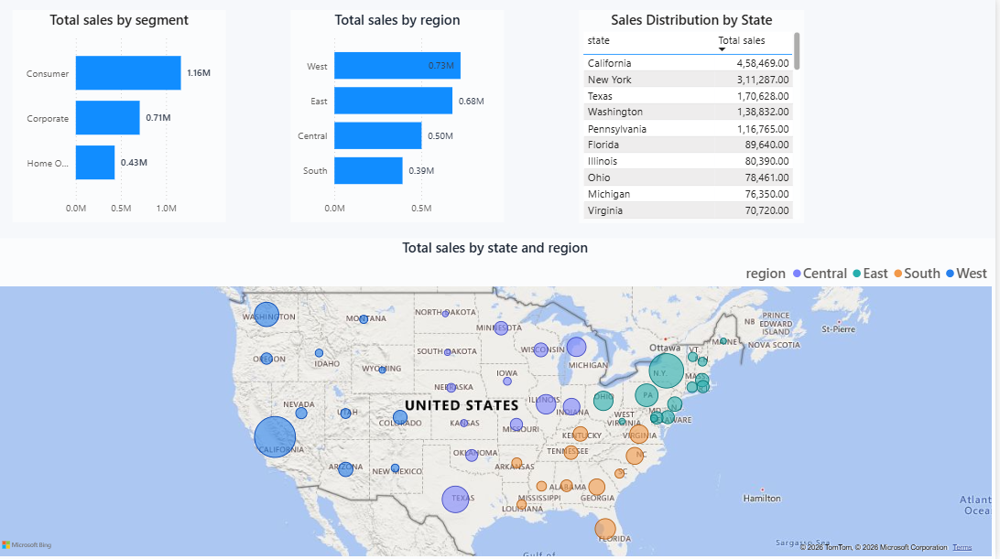 Total sales by segment
Consumer 1.16M
Corporate 0.71M
Home O... 0.43M
0.0M 0.5M 1.0M
Total sales by region
West 0.73M
East 0.68M
Central 0.50M
South 0.39M
0.0M 0.5M
Sales Distribution by State
state Total sales
California 4,58,469.00
New York 3,11,287.00
Texas 1,70,628.00
Washington 1,38,832.00
Pennsylvania 1,16,765.00
Florida 89,640.00
Illinois 80,390.00
Ohio 78,461.00
Michigan 76,350.00
Virginia 70,720.00
Total sales by state and region
region Central East South West
WASHINGTON
MONTANA
NORTH DAKOTA
MINNESOTA
OREGON
IDAHO
WYOMING
SOUTH DAKOTA
WISCONSIN
MICHIGAN
Ottawa
VT.
N.H.
MAINE
NB
PRINCE
EDWARD
ISLAND
NOVA SCOTIA
St-Pierre
IOWA
N.Y.
MASS.
NEBRASKA
NEVADA
UTAH
COLORADO
UNITED STATES
KANSAS
MISSOURI
ILLINOIS
INDIANA
OHIO
PA
MD
DELAWARE
WEST
VIRGINIA
VIRGINIA
KENTUCKY
CALIFORNIA
ARIZONA
NEW MEXICO
OKLAHOMA
ARKANSAS
TENNESSEE
NC
SC
TEXAS
LOUISIANA
MISSISSIPPI
ALABAMA
GEORGIA
FLORIDA
Hamilton
Atlant
Ocea
Sargasso Sea
Gulf of
Microsoft Bing
© 2026 TomTom, © 2026 Microsoft Corporation Terms